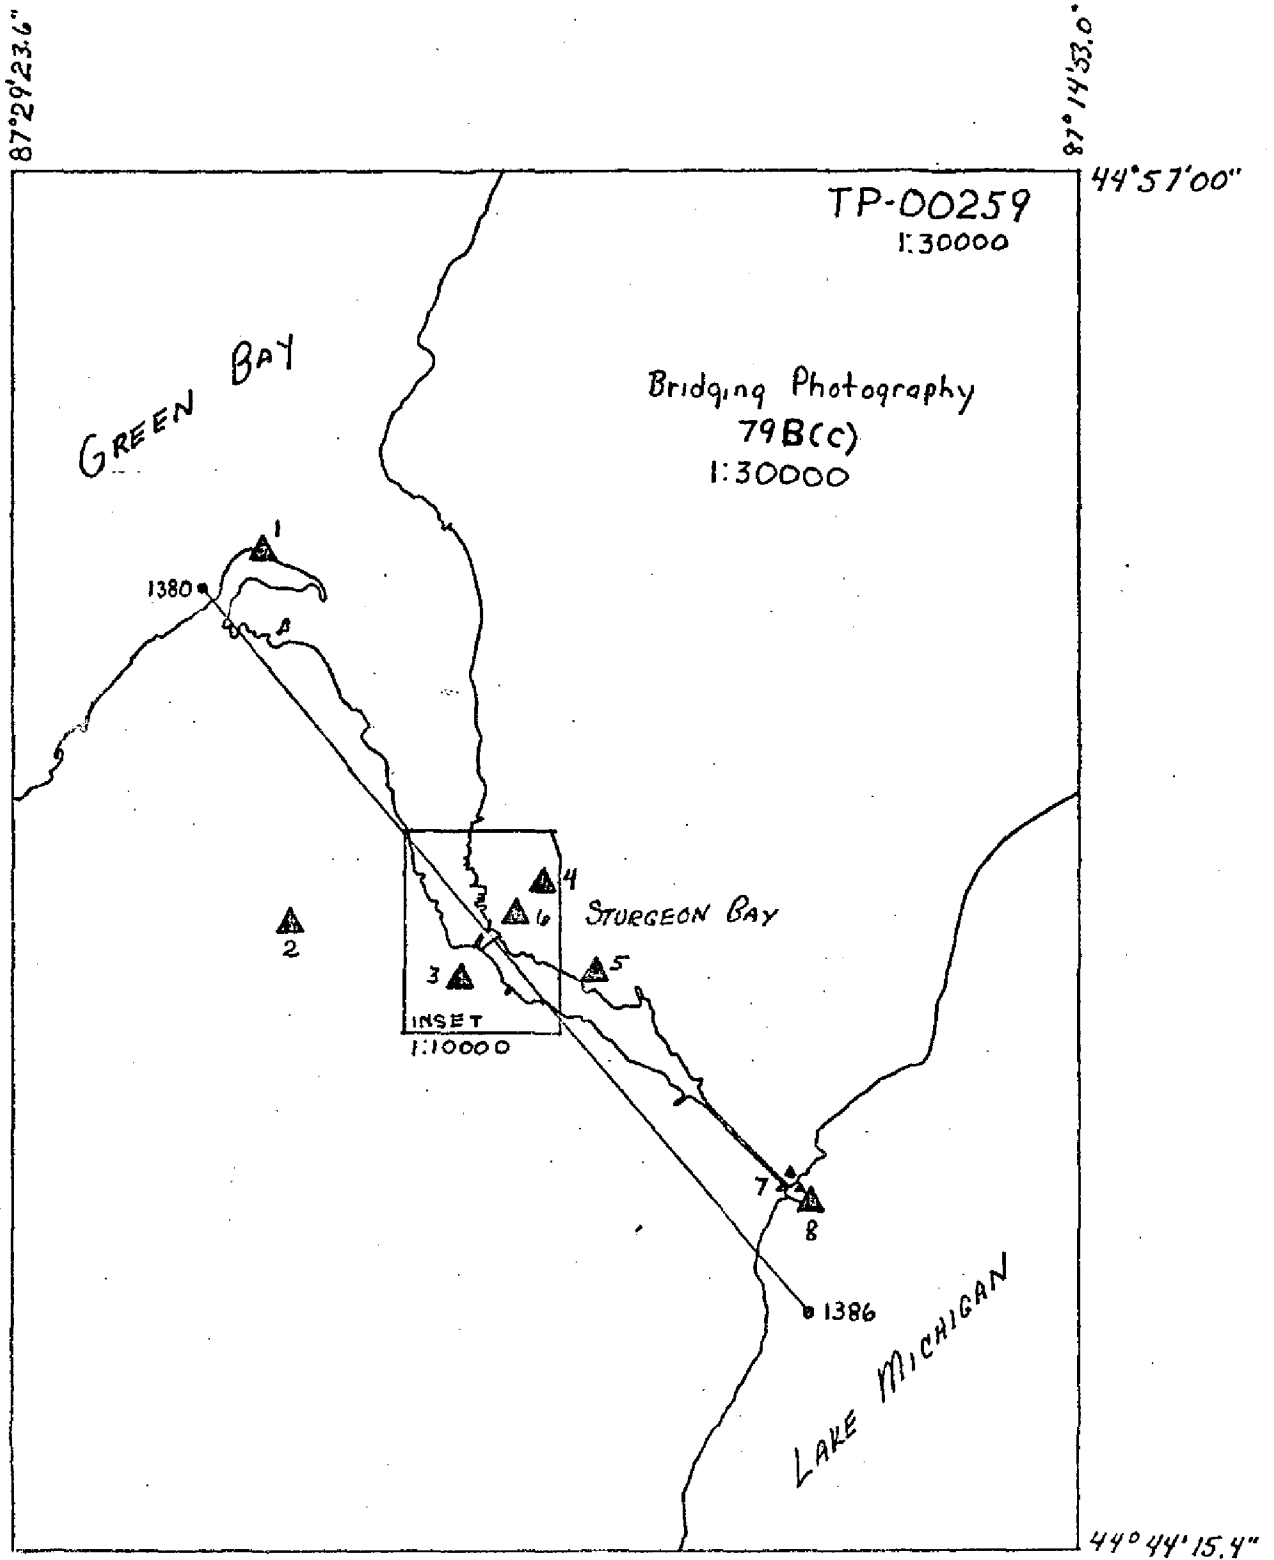 87°29'23.6"
87°14'53.0"
44°57'00"
TP-00259
1:30000
GREEN BAY
Bridging Photography
79B(C)
1:30000
1
1380
4
6
STURGEON BAY
2
3
5
INSET
1:10000
7
8
1386
LAKE MICHIGAN
44°44'15.4"